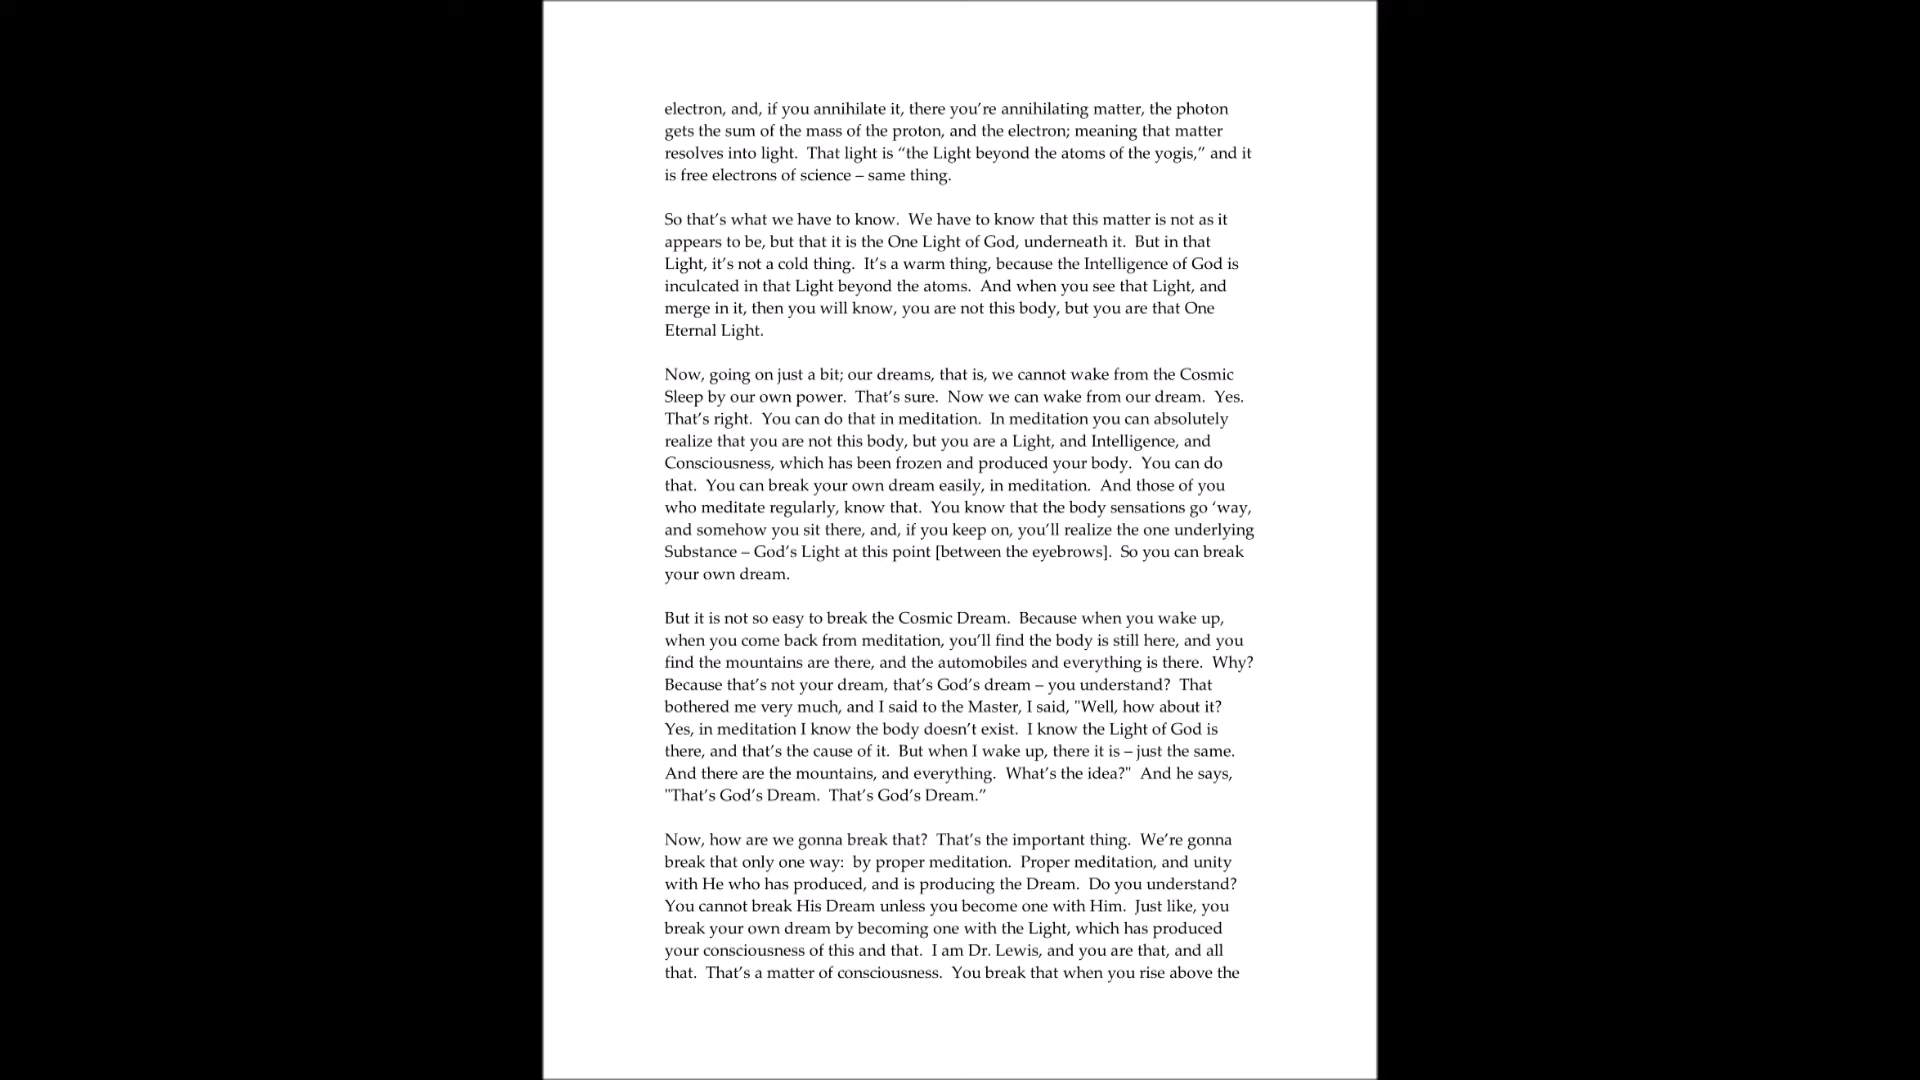 electron, and, if you annihilate it, there you’re annihilating matter, the photon
gets the sum of the mass of the proton, and the electron; meaning that matter
resolves into light.  That light is “the Light beyond the atoms of the yogis,” and it
is free electrons of science – same thing.
So that’s what we have to know.  We have to know that this matter is not as it
appears to be, but that it is the One Light of God, underneath it.  But in that
Light, it’s not a cold thing.  It’s a warm thing, because the Intelligence of God is
inculcated in that Light beyond the atoms.  And when you see that Light, and
merge in it, then you will know, you are not this body, but you are that One
Eternal Light.
Now, going on just a bit; our dreams, that is, we cannot wake from the Cosmic
Sleep by our own power.  That’s sure.  Now we can wake from our dream.  Yes.
That’s right.  You can do that in meditation.  In meditation you can absolutely
realize that you are not this body, but you are a Light, and Intelligence, and
Consciousness, which has been frozen and produced your body.  You can do
that.  You can break your own dream easily, in meditation.  And those of you
who meditate regularly, know that.  You know that the body sensations go ‘way,
and somehow you sit there, and, if you keep on, you’ll realize the one underlying
Substance – God’s Light at this point [between the eyebrows].  So you can break
your own dream.
But it is not so easy to break the Cosmic Dream.  Because when you wake up,
when you come back from meditation, you’ll find the body is still here, and you
find the mountains are there, and the automobiles and everything is there.  Why?
Because that’s not your dream, that’s God’s dream – you understand?  That
bothered me very much, and I said to the Master, I said, "Well, how about it?
Yes, in meditation I know the body doesn’t exist.  I know the Light of God is
there, and that’s the cause of it.  But when I wake up, there it is – just the same.
And there are the mountains, and everything.  What’s the idea?"  And he says,
"That’s God’s Dream.  That’s God’s Dream.”
Now, how are we gonna break that?  That’s the important thing.  We’re gonna
break that only one way:  by proper meditation.  Proper meditation, and unity
with He who has produced, and is producing the Dream.  Do you understand?
You cannot break His Dream unless you become one with Him.  Just like, you
break your own dream by becoming one with the Light, which has produced
your consciousness of this and that.  I am Dr. Lewis, and you are that, and all
that.  That’s a matter of consciousness.  You break that when you rise above the